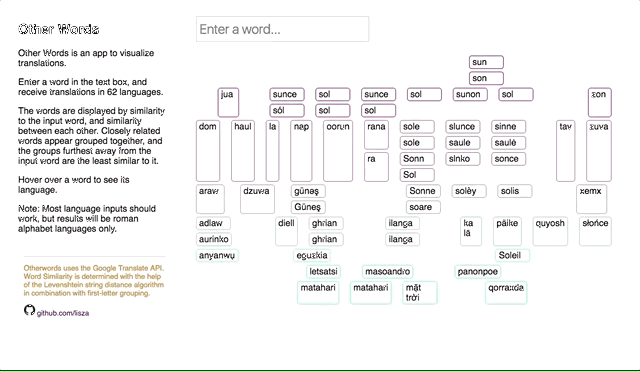 Other Words
Enter a word...
Other Words is an app to visualize
translations.
Enter a word in the text box, and
receive translations in 62 languages.
The words are displayed by similarity
to the input word, and similarity
between each other. Closely related
words appear grouped together, and
the groups furthest away from the
input word are the least similar to it.
Hover over a word to see its
language.
Note: Most language inputs should
work, but results will be roman
alphabet languages only.
Otherwords uses the Google Translate API.
Word Similarity is determined with the help
of the Levenshtein string distance algorithm
in combination with first-letter grouping.
github.com/lisza
sun
son
jua sunce sol sunce sol sunon sol
sól sol sol
dom haul la rana sole slunce sinne
sole saule saulė
ra Sonn slnko sonce
Sol
araw dzuwa güneş Sonne solèy solis xemx
Güneş soare
adlaw diell ghrian ilanga ka päike quyosh słońce
lā
aurinko ghrian ilanga
anyanwụ eguzkia Soleil
letsatsi masoandro
matahari matahari mặt qorraxda
trời